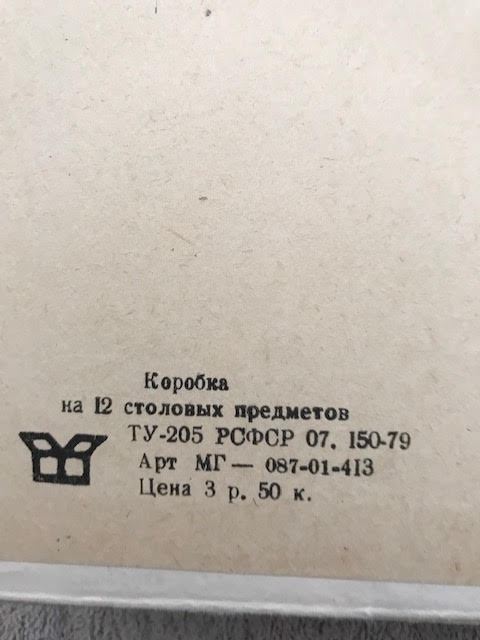 Коробка
на 12 столовых предметов
ТУ-205 РСФСР 07. 150-79
Арт МГ — 087-01-413
Цена 3 р. 50 к.